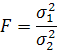 F = σ₁² / σ₂²